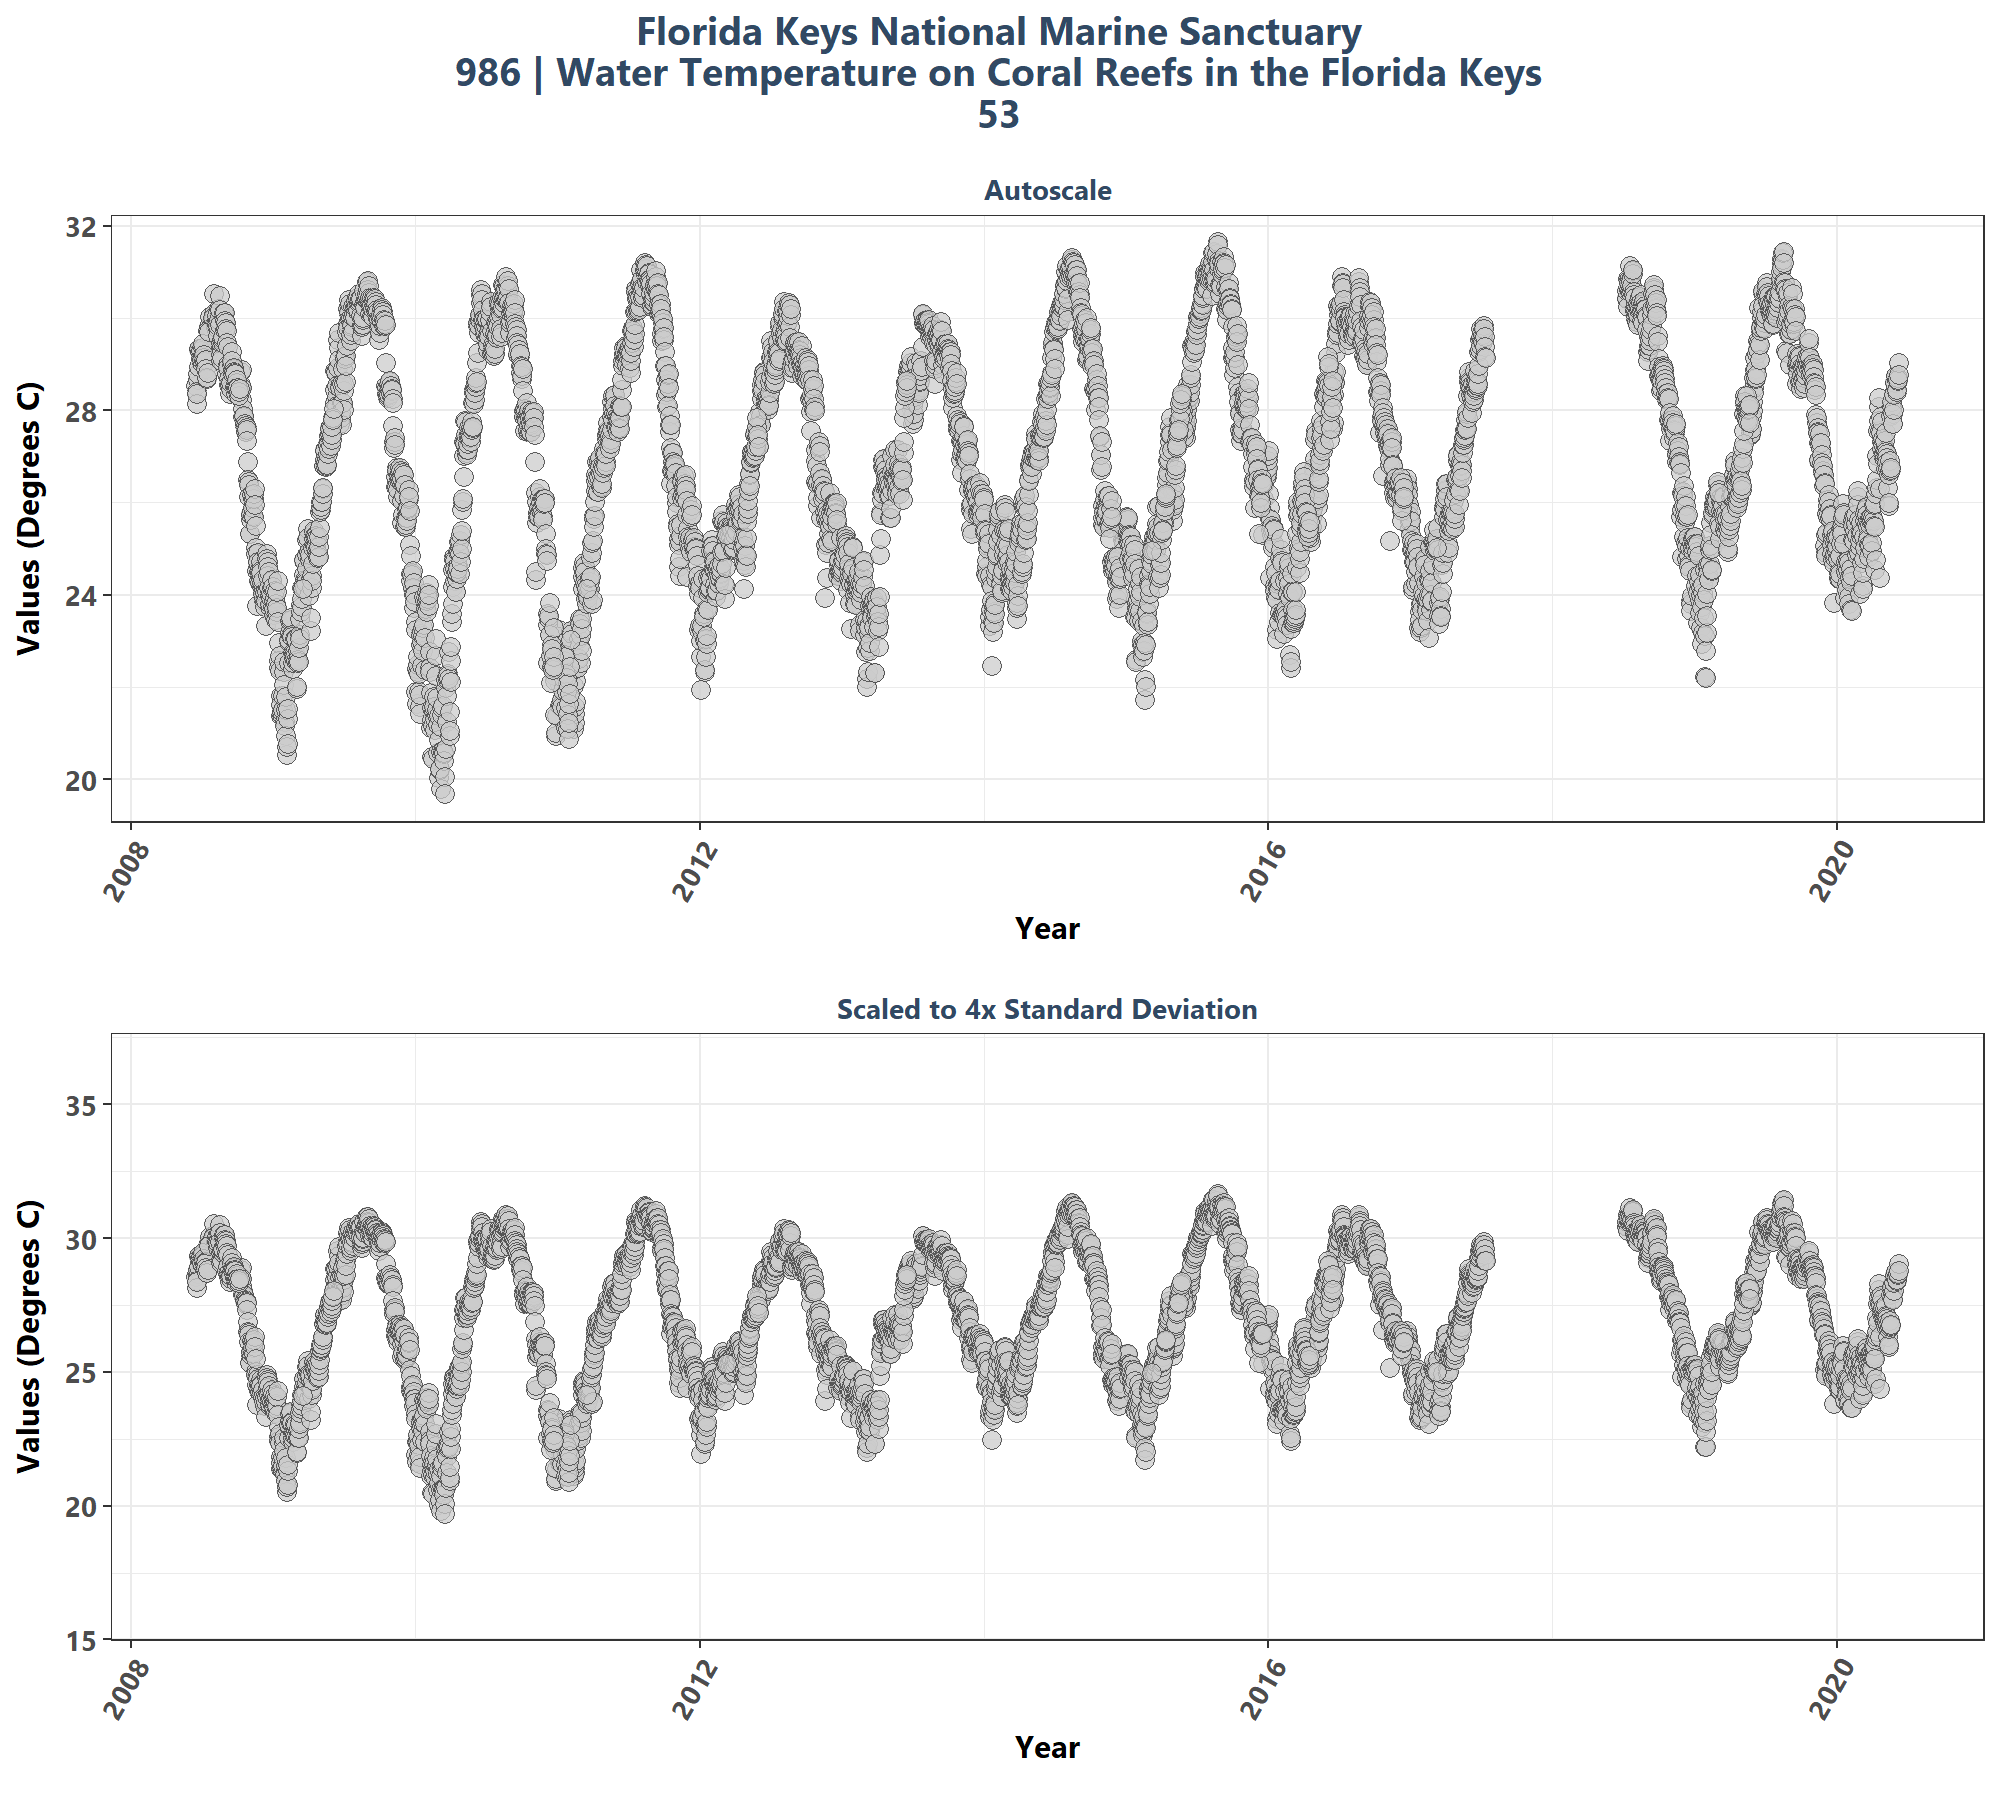 Florida Keys National Marine Sanctuary
986 | Water Temperature on Coral Reefs in the Florida Keys
53
Autoscale
32
28
24
20
Values (Degrees C)
2008
2012
2016
2020
Year
Scaled to 4x Standard Deviation
35
30
25
20
15
Values (Degrees C)
2008
2012
2016
2020
Year